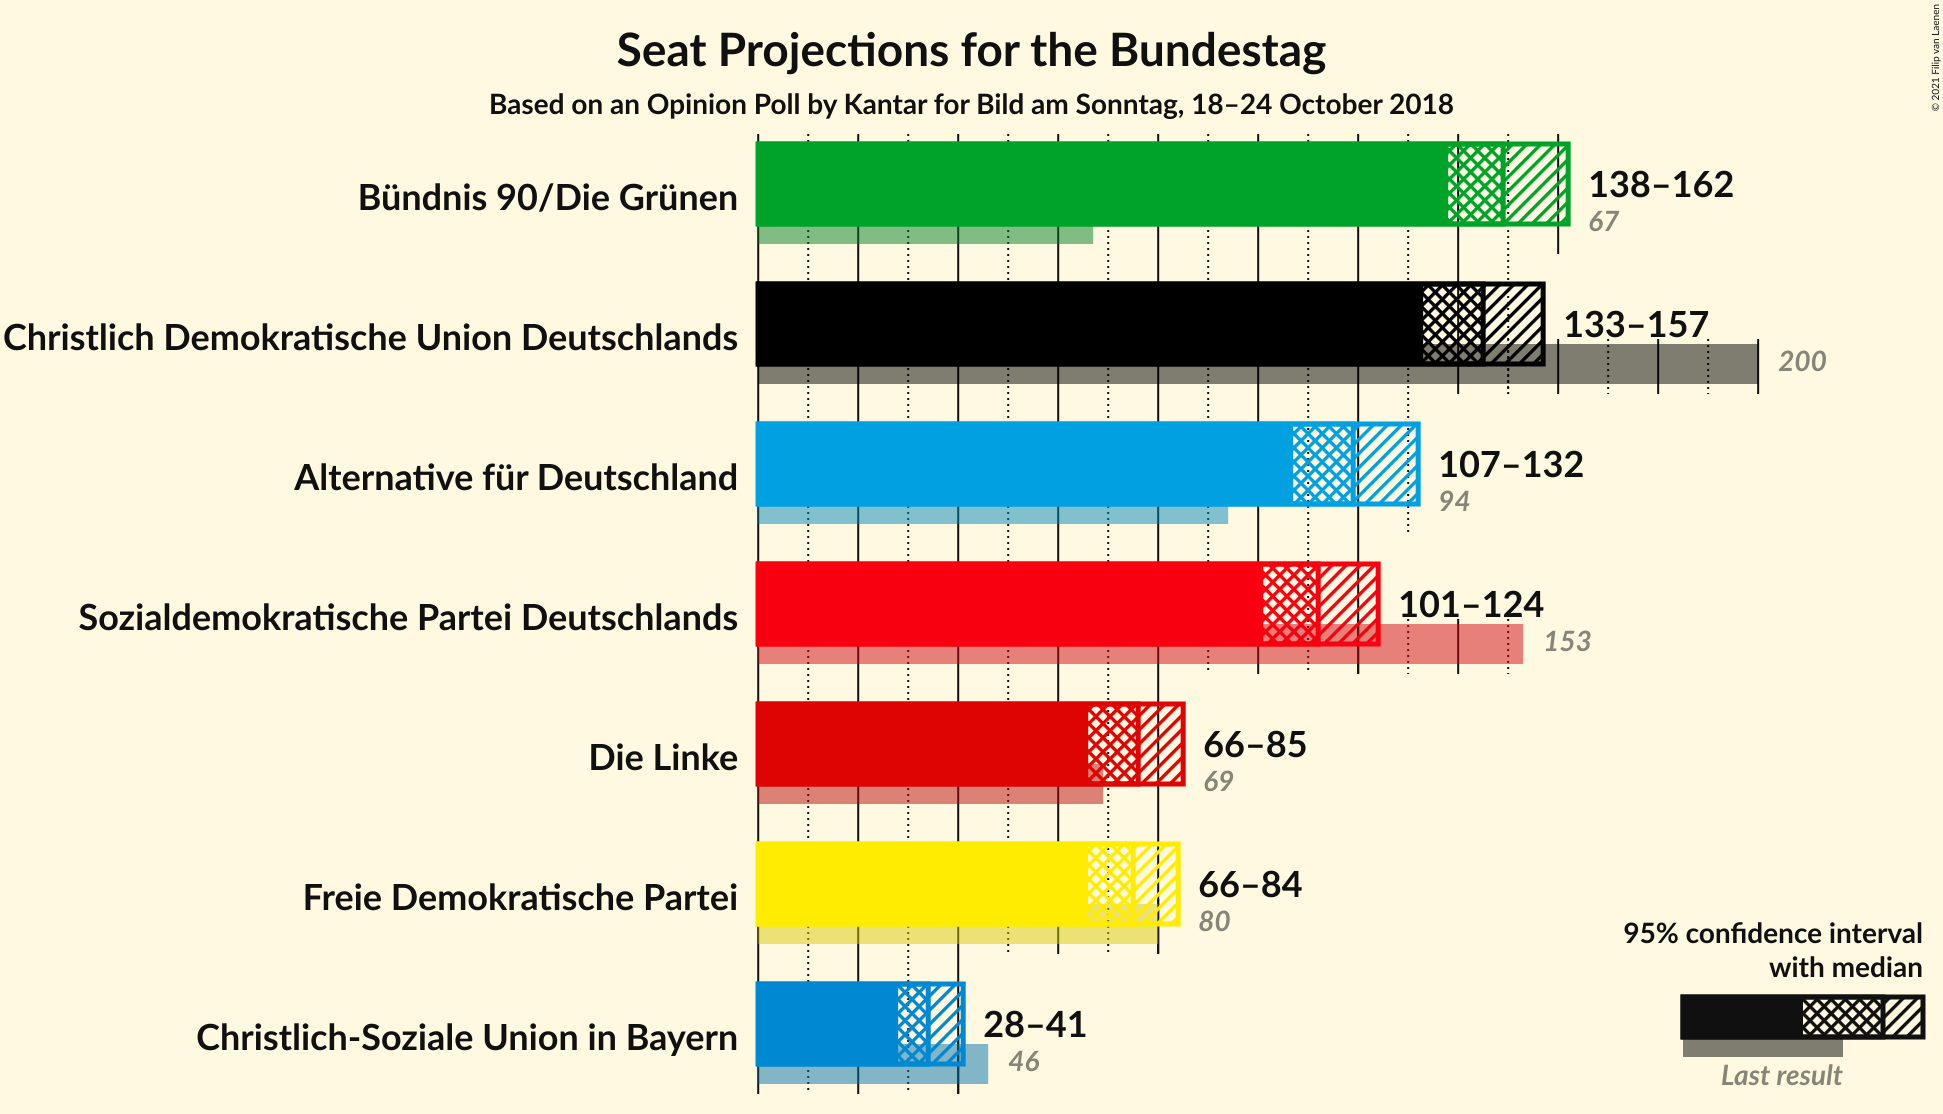 Seat Projections for the Bundestag
Based on an Opinion Poll by Kantar for Bild am Sonntag, 18–24 October 2018
© 2021 Filip van Laenen
Bündnis 90/Die Grünen
138–162
67
Christlich Demokratische Union Deutschlands
133–157
200
Alternative für Deutschland
107–132
94
Sozialdemokratische Partei Deutschlands
101–124
153
Die Linke
66–85
69
Freie Demokratische Partei
66–84
80
Christlich-Soziale Union in Bayern
28–41
46
95% confidence interval
with median
Last result